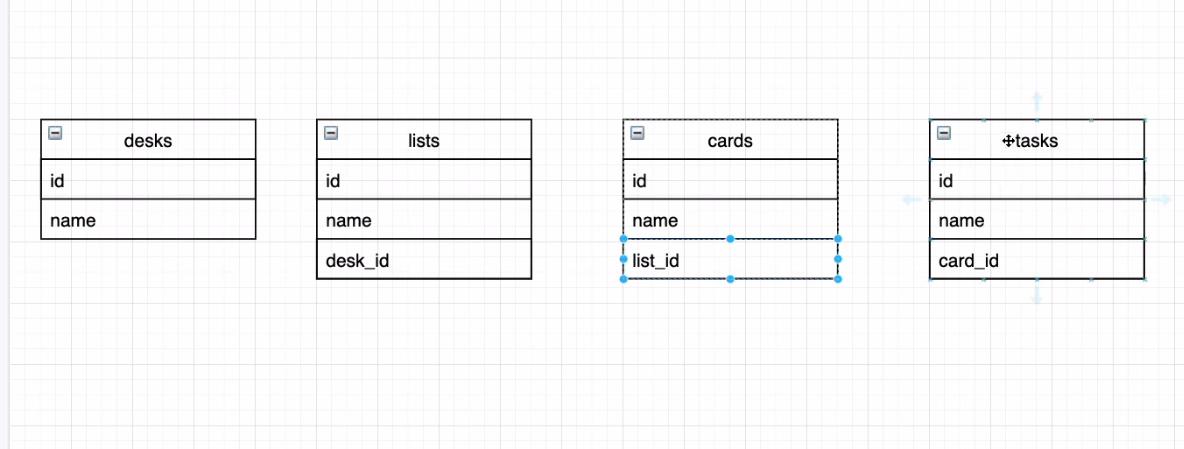 desks
id
name
lists
id
name
desk_id
cards
id
name
list_id
tasks
id
name
card_id